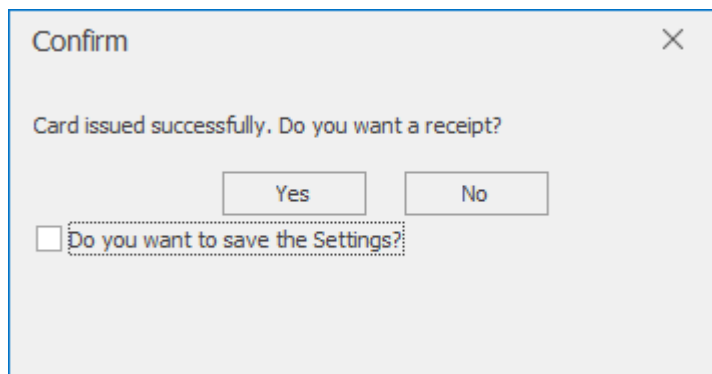 Confirm
Card issued successfully. Do you want a receipt?
Yes No
Do you want to save the Settings?